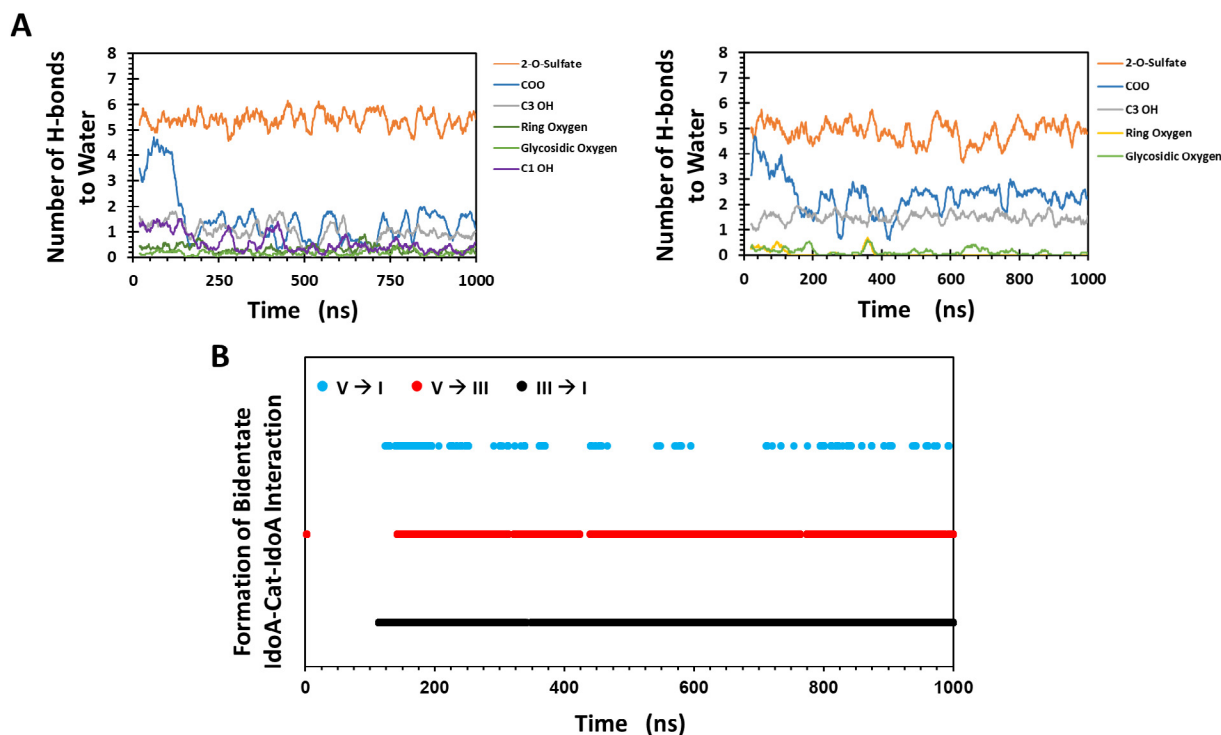 A
Number of H-bonds
to Water
8
7
6
5
4
3
2
1
0
0
250
500
750
1000
Time (ns)
2-O-Sulfate
COO
C3 OH
Ring Oxygen
Glycosidic Oxygen
C1 OH
Number of H-bonds
to Water
8
7
6
5
4
3
2
1
0
0
200
400
600
800
1000
Time (ns)
2-O-Sulfate
COO
C3 OH
Ring Oxygen
Glycosidic Oxygen
B
Formation of Bidentate
IdoA-Cat-IdoA Interaction
V → I
V → III
III → I
0
200
400
600
800
1000
Time (ns)